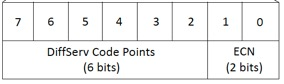 7 6 5 4 3 2 1 0
DiffServ Code Points ECN
(6 bits) (2 bits)